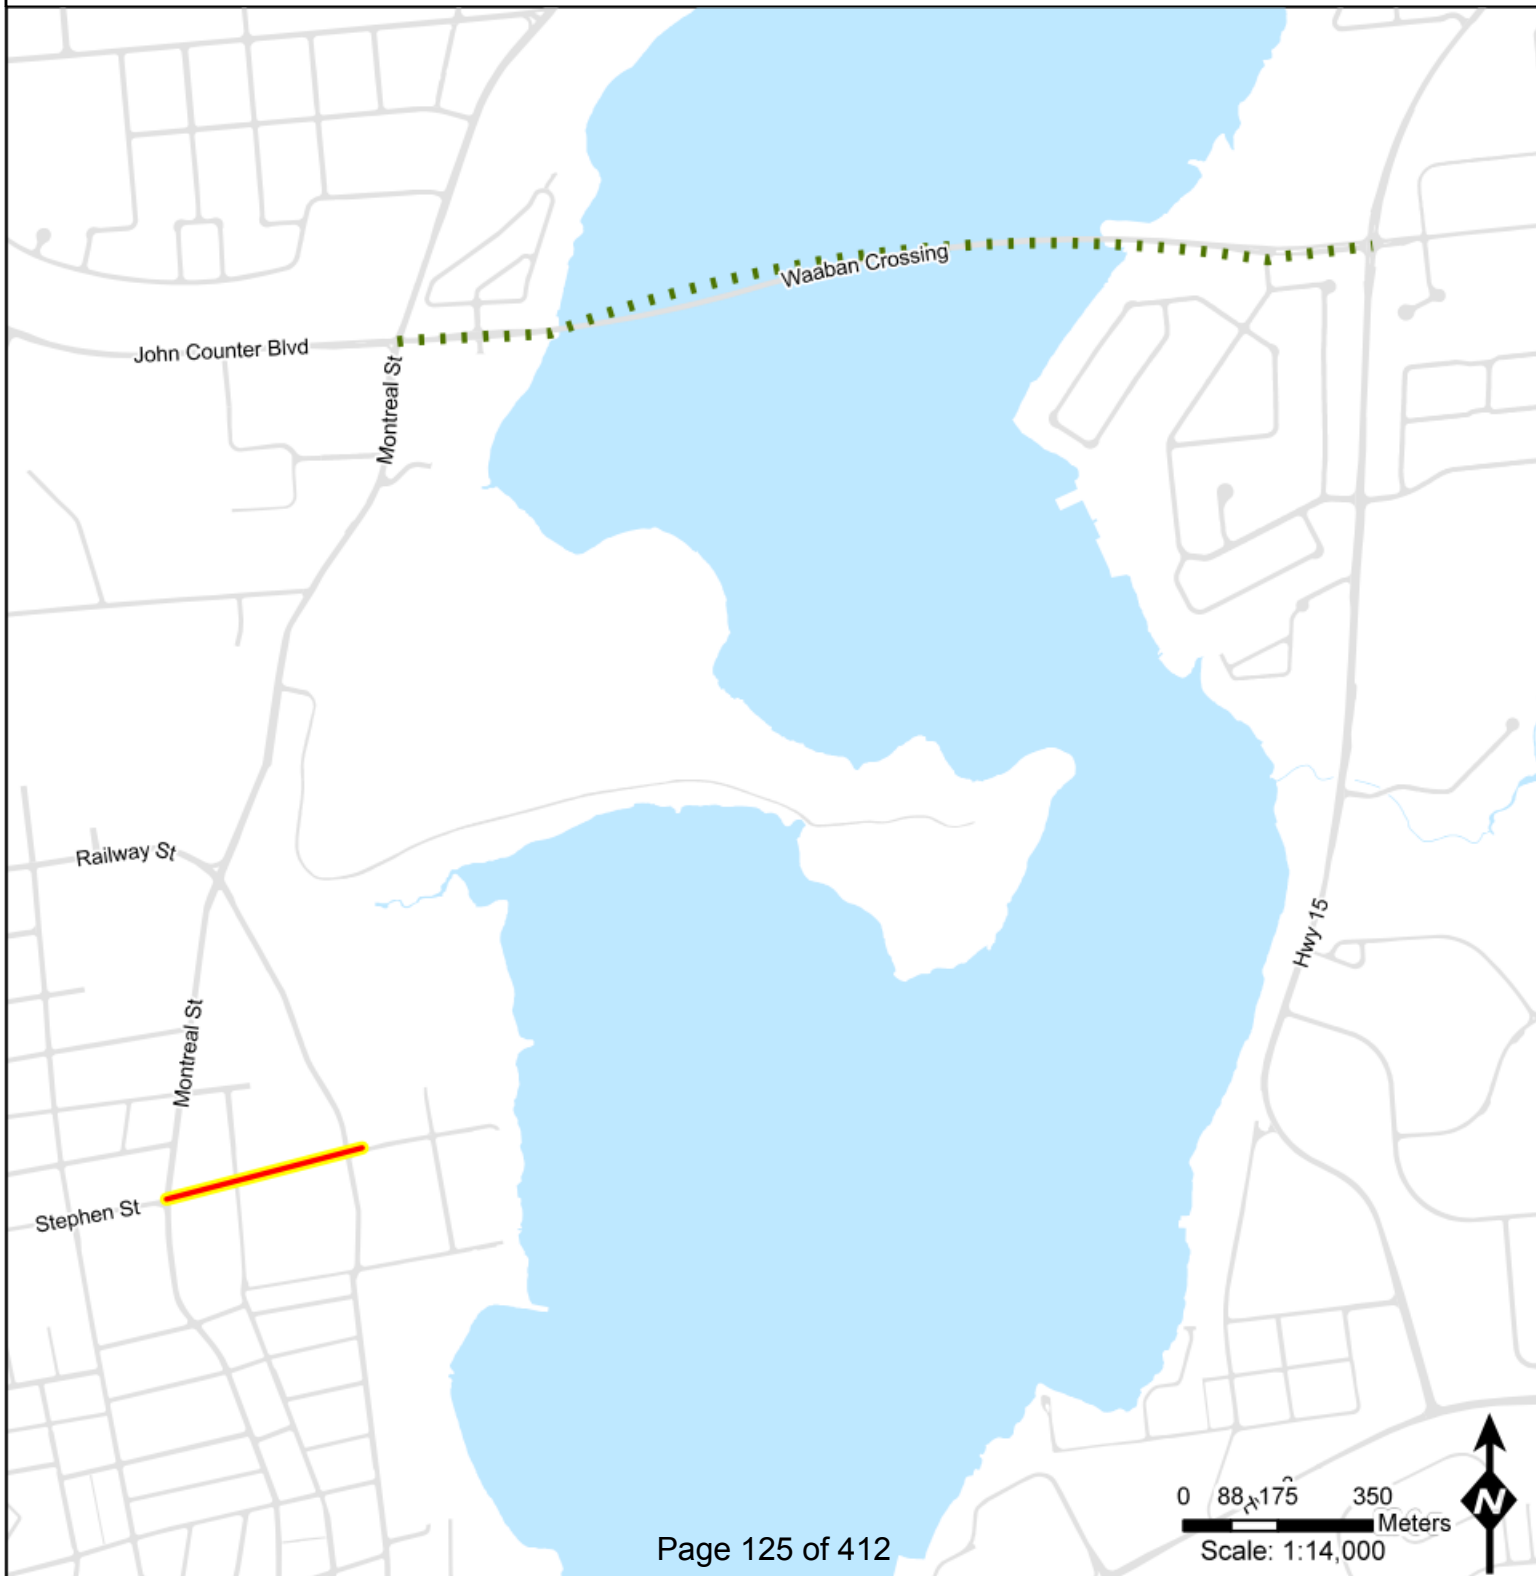 Waaban Crossing
John Counter Blvd
Montreal St
Railway St
Hwy 15
Montreal St
Stephen St
0 88 175 350
Meters
Scale: 1:14,000
N
Page 125 of 412